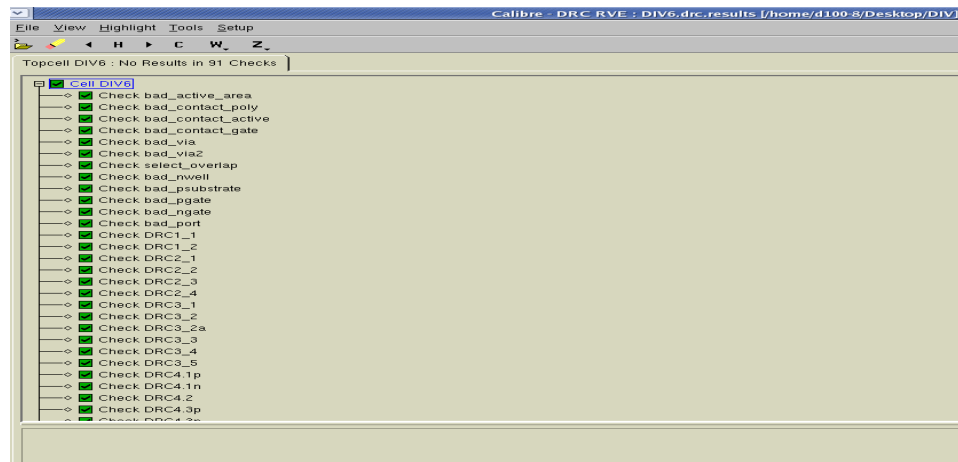 Calibre - DRC RVE : DIV6.drc.results [/home/d100-8/Desktop/DIV]
File View Highlight Tools Setup
H C W Z
Topcell DIV6 : No Results in 91 Checks
Cell DIV6
Check bad_active_area
Check bad_contact_poly
Check bad_contact_active
Check bad_contact_gate
Check bad_via
Check bad_via2
Check select_overlap
Check bad_nwell
Check bad_psubstrate
Check bad_pgate
Check bad_ngate
Check bad_port
Check DRC1_1
Check DRC1_2
Check DRC2_1
Check DRC2_2
Check DRC2_3
Check DRC2_4
Check DRC3_1
Check DRC3_2
Check DRC3_2a
Check DRC3_3
Check DRC3_4
Check DRC3_5
Check DRC4.1p
Check DRC4.1n
Check DRC4.2
Check DRC4.3p